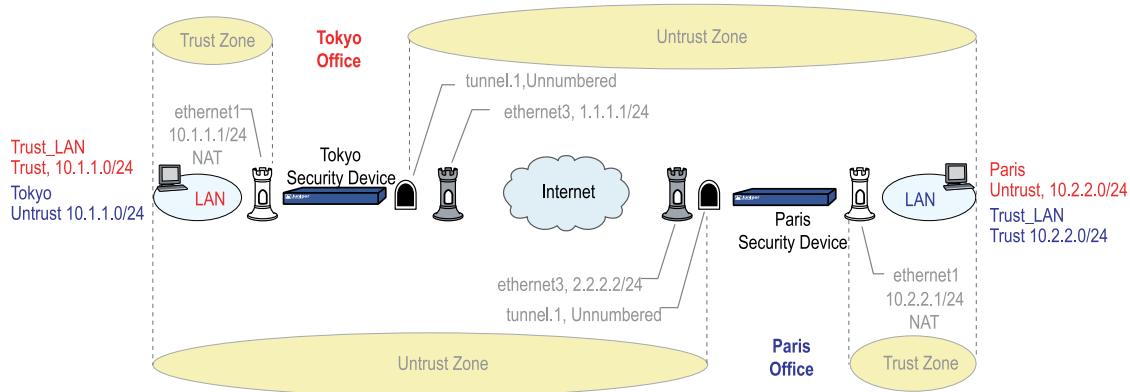 Trust Zone
Tokyo
Office
Untrust Zone
tunnel.1,Unnumbered
ethernet3, 1.1.1.1/24
ethernet1
10.1.1.1/24
NAT
Trust_LAN
Trust, 10.1.1.0/24
Tokyo
Untrust 10.1.1.0/24
LAN
Tokyo
Security Device
Juniper
Internet
Juniper
Paris
Security Device
LAN
Paris
Untrust, 10.2.2.0/24
Trust_LAN
Trust 10.2.2.0/24
ethernet3, 2.2.2.2/24
tunnel.1, Unnumbered
ethernet1
10.2.2.1/24
NAT
Untrust Zone
Paris
Office
Trust Zone